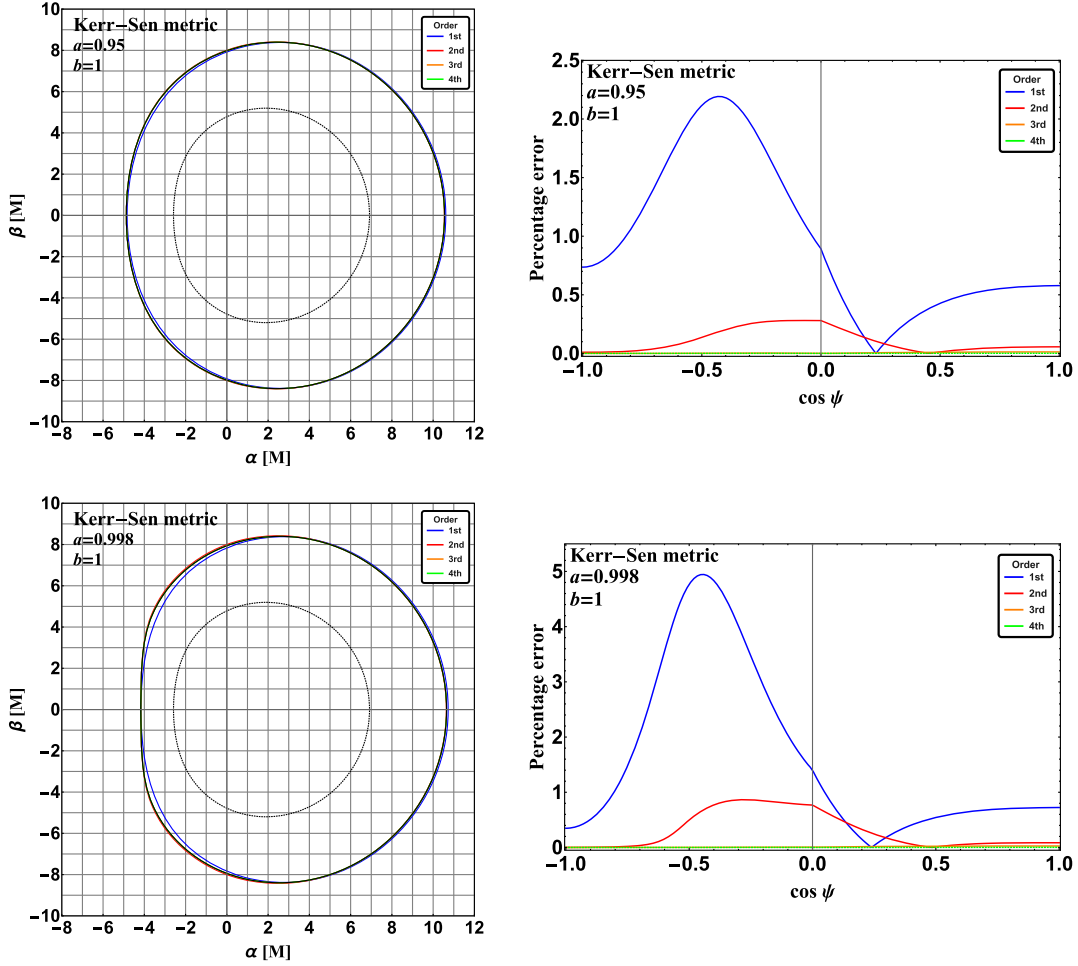 Kerr−Sen metric
a=0.95
b=1
Order
1st
2nd
3rd
4th
10
8
6
4
2
0
−2
−4
−6
−8
−10
β [M]
−8 −6 −4 −2 0 2 4 6 8 10 12
α [M]
Kerr−Sen metric
a=0.95
b=1
Order
1st
2nd
3rd
4th
2.5
2.0
1.5
1.0
0.5
0.0
Percentage error
−1.0 −0.5 0.0 0.5 1.0
cos ψ
Kerr−Sen metric
a=0.998
b=1
Order
1st
2nd
3rd
4th
10
8
6
4
2
0
−2
−4
−6
−8
−10
β [M]
−8 −6 −4 −2 0 2 4 6 8 10 12
α [M]
Kerr−Sen metric
a=0.998
b=1
Order
1st
2nd
3rd
4th
5
4
3
2
1
0
Percentage error
−1.0 −0.5 0.0 0.5 1.0
cos ψ